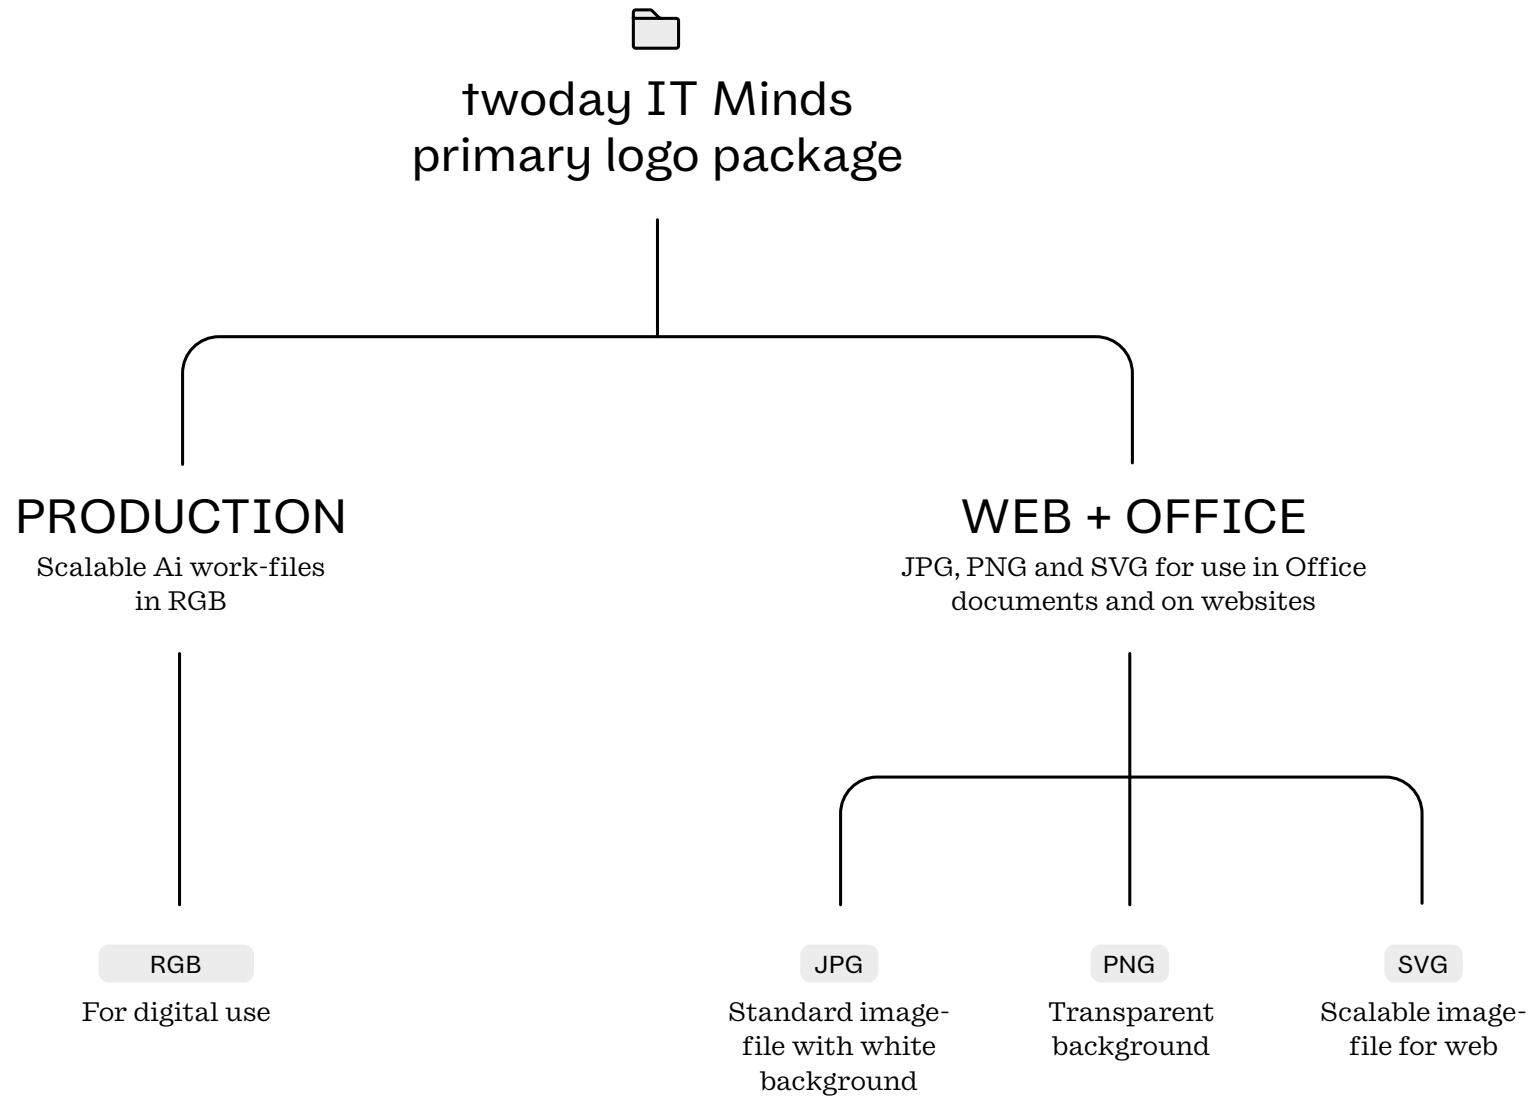 twoday IT Minds
primary logo package
PRODUCTION
Scalable Ai work-files
in RGB
WEB + OFFICE
JPG, PNG and SVG for use in Office
documents and on websites
RGB
For digital use
JPG
Standard image-
file with white
background
PNG
Transparent
background
SVG
Scalable image-
file for web